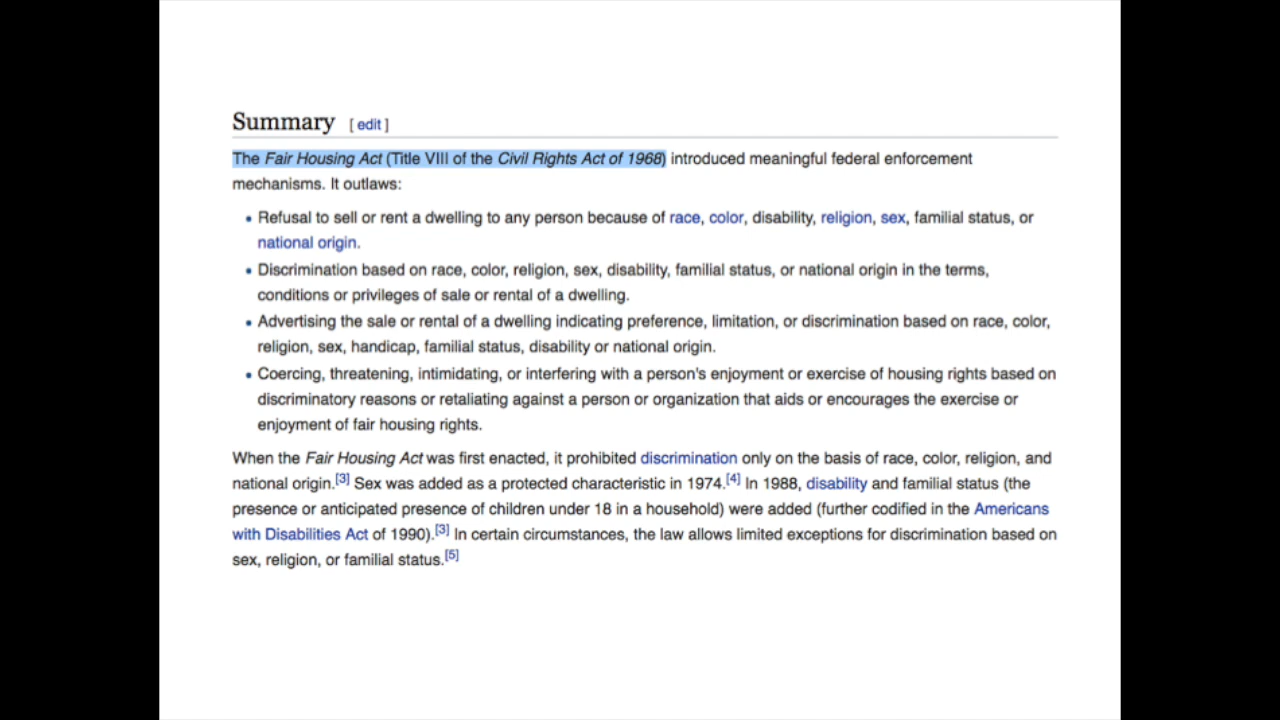 Summary [ edit ]
The Fair Housing Act (Title VIII of the Civil Rights Act of 1968) introduced meaningful federal enforcement
mechanisms. It outlaws:
• Refusal to sell or rent a dwelling to any person because of race, color, disability, religion, sex, familial status, or
national origin.
• Discrimination based on race, color, religion, sex, disability, familial status, or national origin in the terms,
conditions or privileges of sale or rental of a dwelling.
• Advertising the sale or rental of a dwelling indicating preference, limitation, or discrimination based on race, color,
religion, sex, handicap, familial status, disability or national origin.
• Coercing, threatening, intimidating, or interfering with a person's enjoyment or exercise of housing rights based on
discriminatory reasons or retaliating against a person or organization that aids or encourages the exercise or
enjoyment of fair housing rights.
When the Fair Housing Act was first enacted, it prohibited discrimination only on the basis of race, color, religion, and
national origin.[3] Sex was added as a protected characteristic in 1974.[4] In 1988, disability and familial status (the
presence or anticipated presence of children under 18 in a household) were added (further codified in the Americans
with Disabilities Act of 1990).[3] In certain circumstances, the law allows limited exceptions for discrimination based on
sex, religion, or familial status.[5]